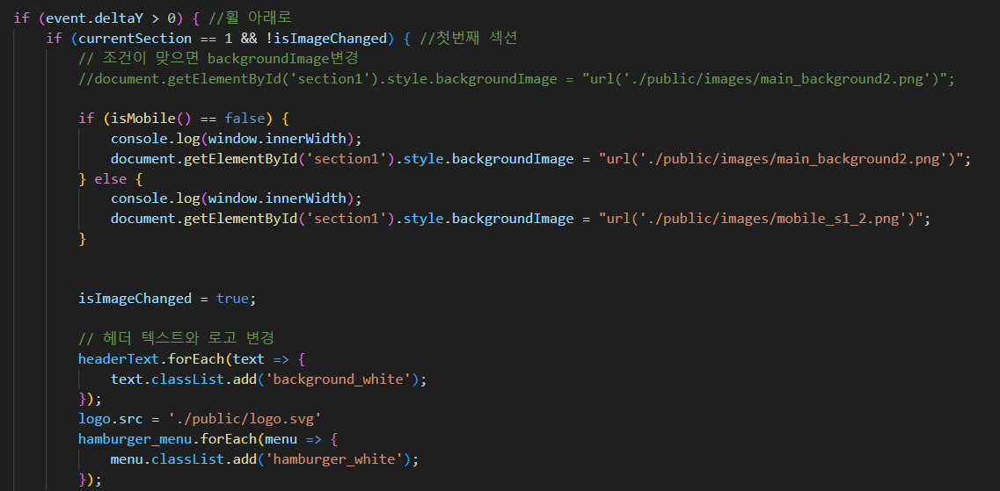 if (event.deltaY > 0) { //휠 아래로
if (currentSection == 1 && !isImageChanged) { //첫번째 섹션
// 조건이 맞으면 backgroundImage변경
//document.getElementById('section1').style.backgroundImage = "url('./public/images/main_background2.png')";
if (isMobile() == false) {
console.log(window.innerWidth);
document.getElementById('section1').style.backgroundImage = "url('./public/images/main_background2.png')";
} else {
console.log(window.innerWidth);
document.getElementById('section1').style.backgroundImage = "url('./public/images/mobile_s1_2.png')";
}
isImageChanged = true;
// 헤더 텍스트와 로고 변경
headerText.forEach(text => {
text.classList.add('background_white');
});
logo.src = './public/logo.svg'
hamburger_menu.forEach(menu => {
menu.classList.add('hamburger_white');
});